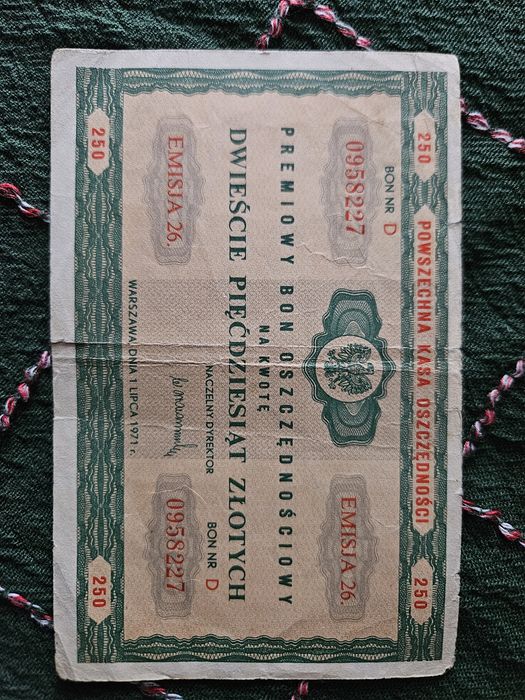 250 POWSZECHNA KASA OSZCZĘDNOŚCI 250
BON NR D
0958227
EMISJA 26.
PREMIOWY BON OSZCZĘDNOŚCIOWY
NA KWOTĘ
DWIEŚCIE PIĘĆDZIESIĄT ZŁOTYCH
EMISJA 26.
NACZELNY DYREKTOR
BON NR D
0958227
WARSZAWA, DNIA 1 LIPCA 1971 r.
250
250